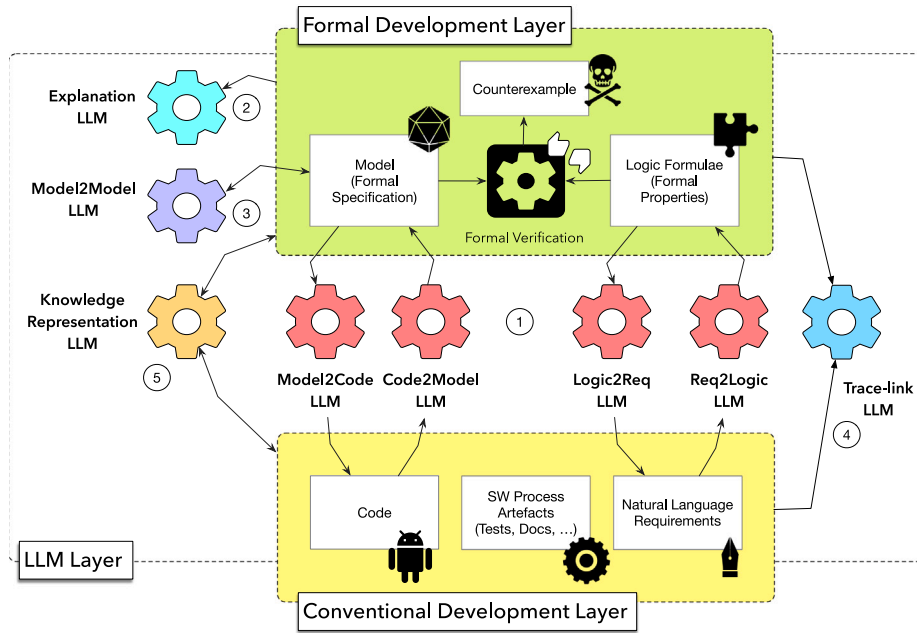 Formal Development Layer
Explanation
LLM
2
Counterexample
Model
(Formal
Specification)
Logic Formulae
(Formal
Properties)
Model2Model
LLM
3
Formal Verification
Knowledge
Representation
LLM
5
1
Model2Code
LLM
Code2Model
LLM
Logic2Req
LLM
Req2Logic
LLM
Trace-link
LLM
4
Code
SW Process
Artefacts
(Tests, Docs, ...)
Natural Language
Requirements
LLM Layer
Conventional Development Layer